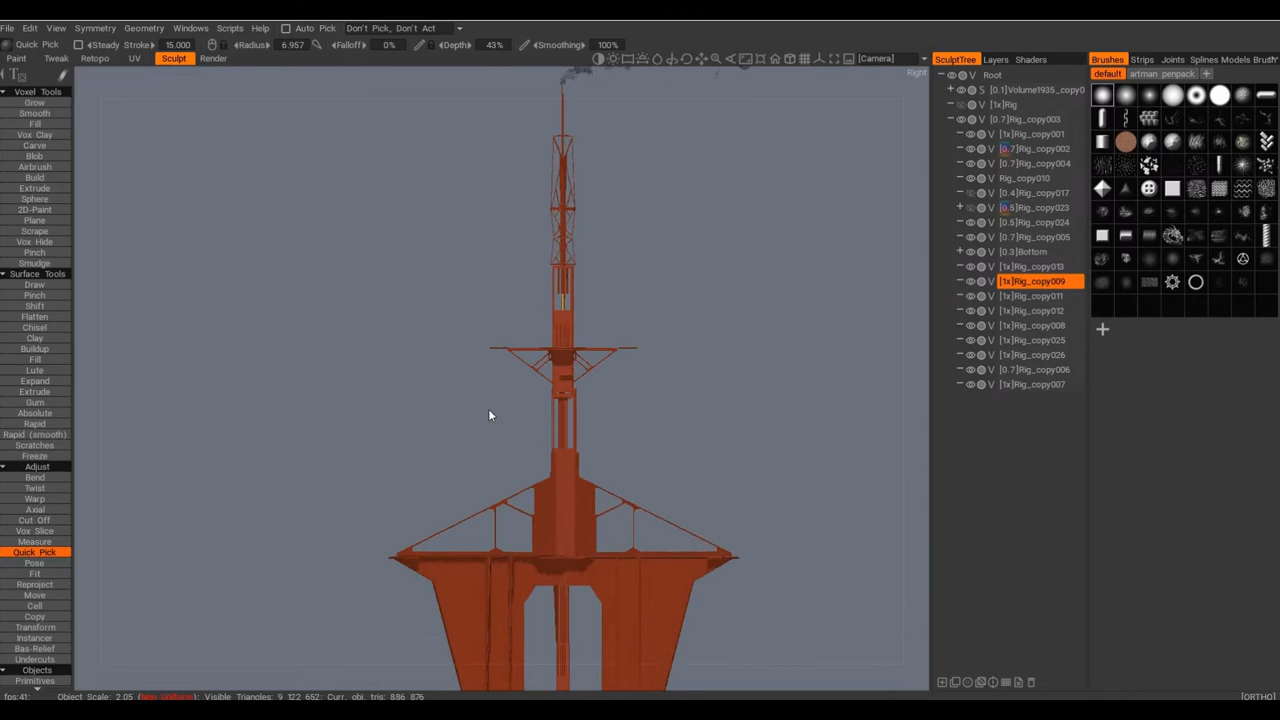 File Edit View Symmetry Geometry Windows Scripts Help Auto Pick Don't Pick, Don't Act
Quick Pick Steady Stroke 15.000 Radius 6.957 Falloff 0% Depth 43% Smoothing 100%
Paint Tweak Retopo UV Sculpt Render [Camera]
Right
Voxel Tools
Grow
Smooth
Fill
Vox Clay
Carve
Blob
Airbrush
Build
Extrude
Sphere
2D-Paint
Plane
Scrape
Vox Hide
Pinch
Smudge
Surface Tools
Draw
Pinch
Shift
Flatten
Chisel
Clay
Buildup
Fill
Lute
Expand
Extrude
Gum
Absolute
Rapid
Rapid (smooth)
Scratches
Freeze
Adjust
Bend
Twist
Warp
Axial
Cut Off
Vox Slice
Measure
Quick Pick
Pose
Fit
Reproject
Move
Cell
Copy
Transform
Instancer
Bas-Relief
Undercuts
Objects
Primitives
SculptTree Layers Shaders
Root
S [0.1]Volume1935_copy0
V [1x]Rig
V [0.7]Rig_copy003
V [1x]Rig_copy001
V [0.7]Rig_copy002
V [0.7]Rig_copy004
V Rig_copy010
V [0.4]Rig_copy017
V [0.5]Rig_copy023
V [0.5]Rig_copy024
V [0.7]Rig_copy005
V [0.3]Bottom
V [1x]Rig_copy013
V [1x]Rig_copy009
V [1x]Rig_copy011
V [1x]Rig_copy012
V [1x]Rig_copy008
V [1x]Rig_copy025
V [1x]Rig_copy026
V [0.7]Rig_copy006
V [1x]Rig_copy007
Brushes Strips Joints Splines Models Brush
default artman penpack
fps:41; Object Scale: 2.05 (Non Uniform); Visible Triangles: 9 122 652; Curr. obj. tris: 886 876 [ORTHO]